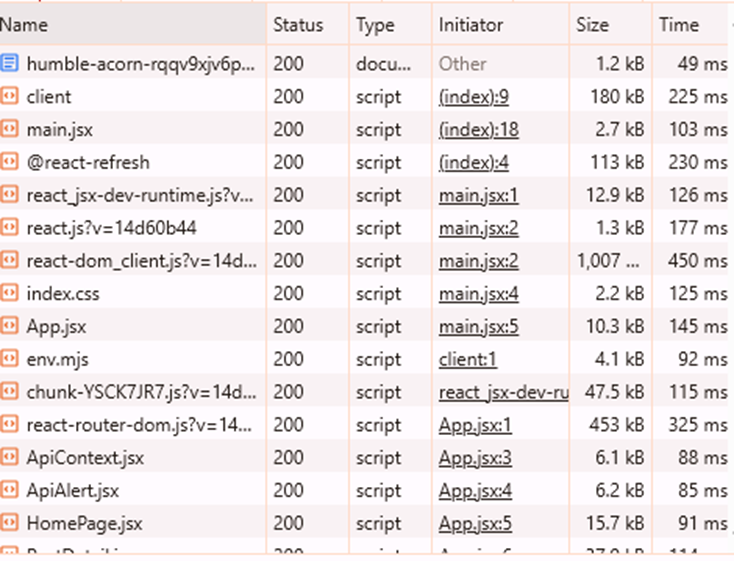 Name Status Type Initiator Size Time
humble-acorn-rqqv9xjv6p... 200 docu... Other 1.2 kB 49 ms
client 200 script (index):9 180 kB 225 ms
main.jsx 200 script (index):18 2.7 kB 103 ms
@react-refresh 200 script (index):4 113 kB 230 ms
react_jsx-dev-runtime.js?v... 200 script main.jsx:1 12.9 kB 126 ms
react.js?v=14d60b44 200 script main.jsx:2 1.3 kB 177 ms
react-dom_client.js?v=14d... 200 script main.jsx:2 1,007 ... 450 ms
index.css 200 script main.jsx:4 2.2 kB 125 ms
App.jsx 200 script main.jsx:5 10.3 kB 145 ms
env.mjs 200 script client:1 4.1 kB 92 ms
chunk-YSCK7JR7.js?v=14d... 200 script react_jsx-dev-ru 47.5 kB 115 ms
react-router-dom.js?v=14... 200 script App.jsx:1 453 kB 325 ms
ApiContext.jsx 200 script App.jsx:3 6.1 kB 88 ms
ApiAlert.jsx 200 script App.jsx:4 6.2 kB 85 ms
HomePage.jsx 200 script App.jsx:5 15.7 kB 91 ms